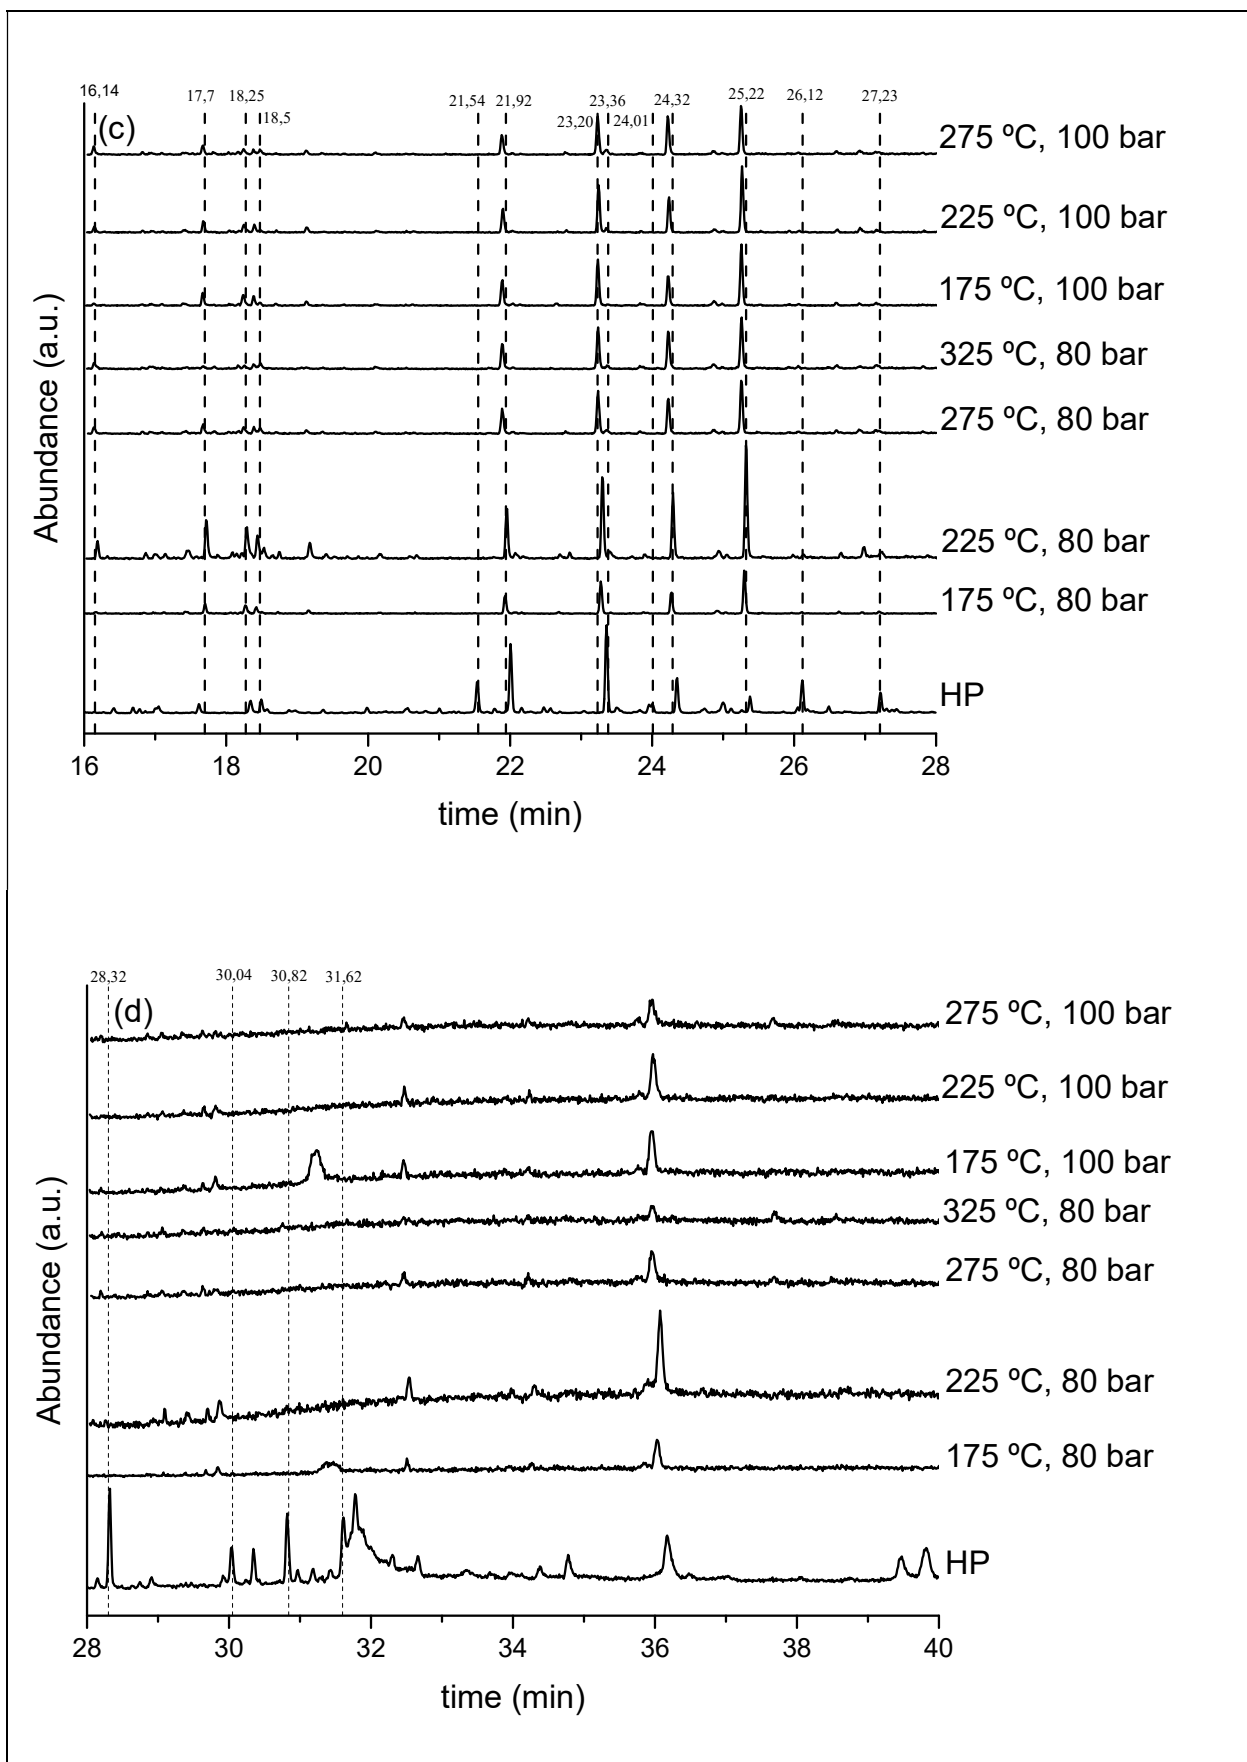 16,14 17,7 18,25 21,54 21,92 23,36 24,32 25,22 26,12 27,23
18,5 23,20 24,01
(c)
275 ºC, 100 bar
225 ºC, 100 bar
175 ºC, 100 bar
325 ºC, 80 bar
275 ºC, 80 bar
225 ºC, 80 bar
175 ºC, 80 bar
HP
Abundance (a.u.)
16 18 20 22 24 26 28
time (min)
28,32 30,04 30,82 31,62
(d)
275 ºC, 100 bar
225 ºC, 100 bar
175 ºC, 100 bar
325 ºC, 80 bar
275 ºC, 80 bar
225 ºC, 80 bar
175 ºC, 80 bar
HP
Abundance (a.u.)
28 30 32 34 36 38 40
time (min)